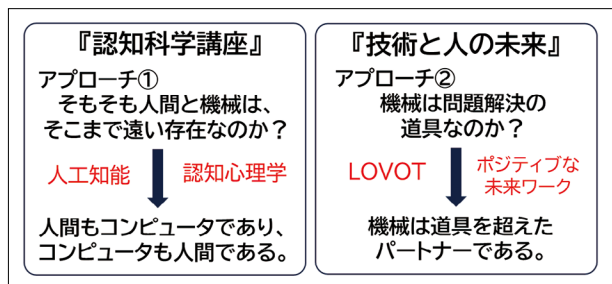 『認知科学講座』
アプローチ①
そもそも人間と機械は、
そこまで遠い存在なのか？
人工知能
認知心理学
人間もコンピュータであり、
コンピュータも人間である。
『技術と人の未来』
アプローチ②
機械は問題解決の
道具なのか？
LOVOT
ポジティブな
未来ワーク
機械は道具を超えた
パートナーである。